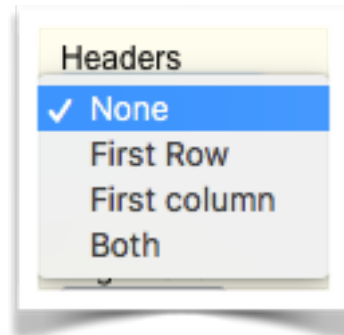 Headers
✓ None
First Row
First column
Both